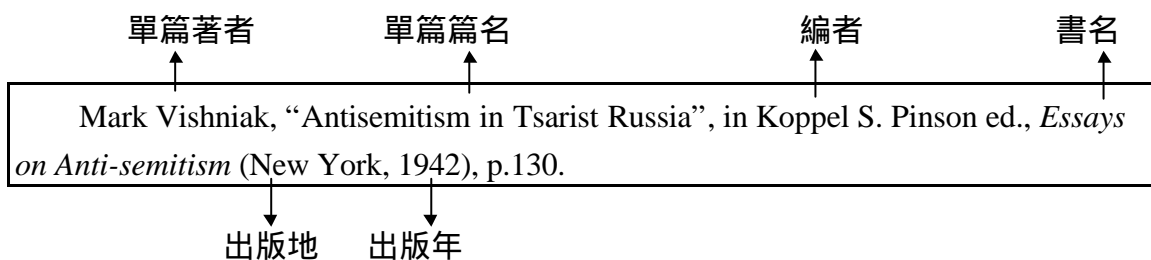 單篇著者 單篇篇名 編者 書名
Mark Vishniak, “Antisemitism in Tsarist Russia”, in Koppel S. Pinson ed., Essays
on Anti-semitism (New York, 1942), p.130.
出版地 出版年